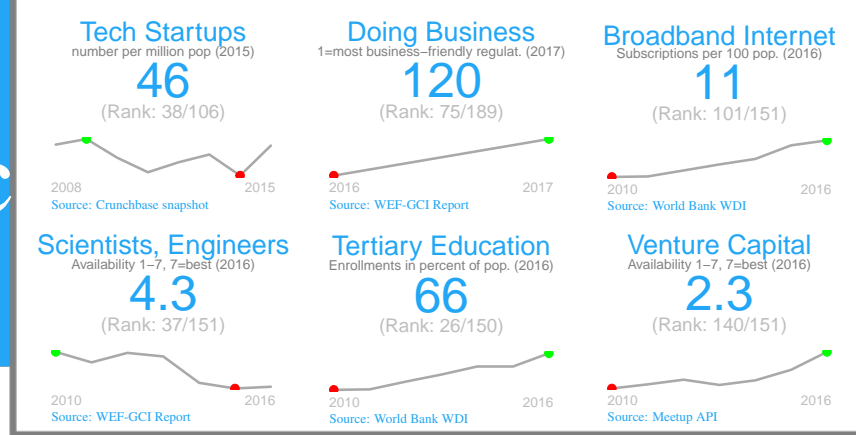 Tech Startups
number per million pop (2015)
46
(Rank: 38/106)
2008 2015
Source: Crunchbase snapshot
Doing Business
1=most business−friendly regulat. (2017)
120
(Rank: 75/189)
2016 2017
Source: WEF-GCI Report
Broadband Internet
Subscriptions per 100 pop. (2016)
11
(Rank: 101/151)
2010 2016
Source: World Bank WDI
Scientists, Engineers
Availability 1−7, 7=best (2016)
4.3
(Rank: 37/151)
2010 2016
Source: WEF-GCI Report
Tertiary Education
Enrollments in percent of pop. (2016)
66
(Rank: 26/150)
2010 2016
Source: World Bank WDI
Venture Capital
Availability 1−7, 7=best (2016)
2.3
(Rank: 140/151)
2010 2016
Source: Meetup API